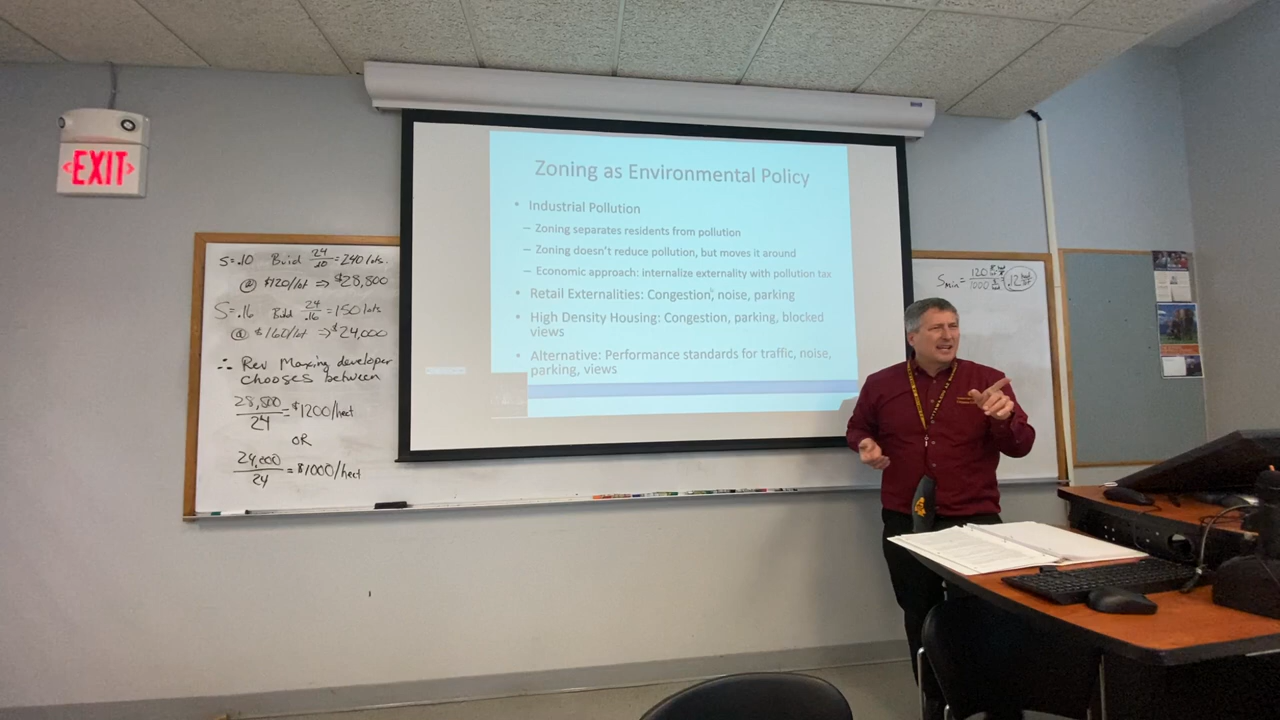 EXIT
S=.10 Build 24/.10 = 240 lots.
@ $120/lot ⇒ $28,800
S=.16 Build 24/.16 = 150 lots
@ $160/lot ⇒ $24,000
∴ Rev Maxing developer
chooses between
28,800/24 = $1200/hect
OR
24,000/24 = $1000/hect
Zoning as Environmental Policy
• Industrial Pollution
– Zoning separates residents from pollution
– Zoning doesn't reduce pollution, but moves it around
– Economic approach: internalize externality with pollution tax
• Retail Externalities: Congestion, noise, parking
• High Density Housing: Congestion, parking, blocked
views
• Alternative: Performance standards for traffic, noise,
parking, views
SMin = 120/1000 .12